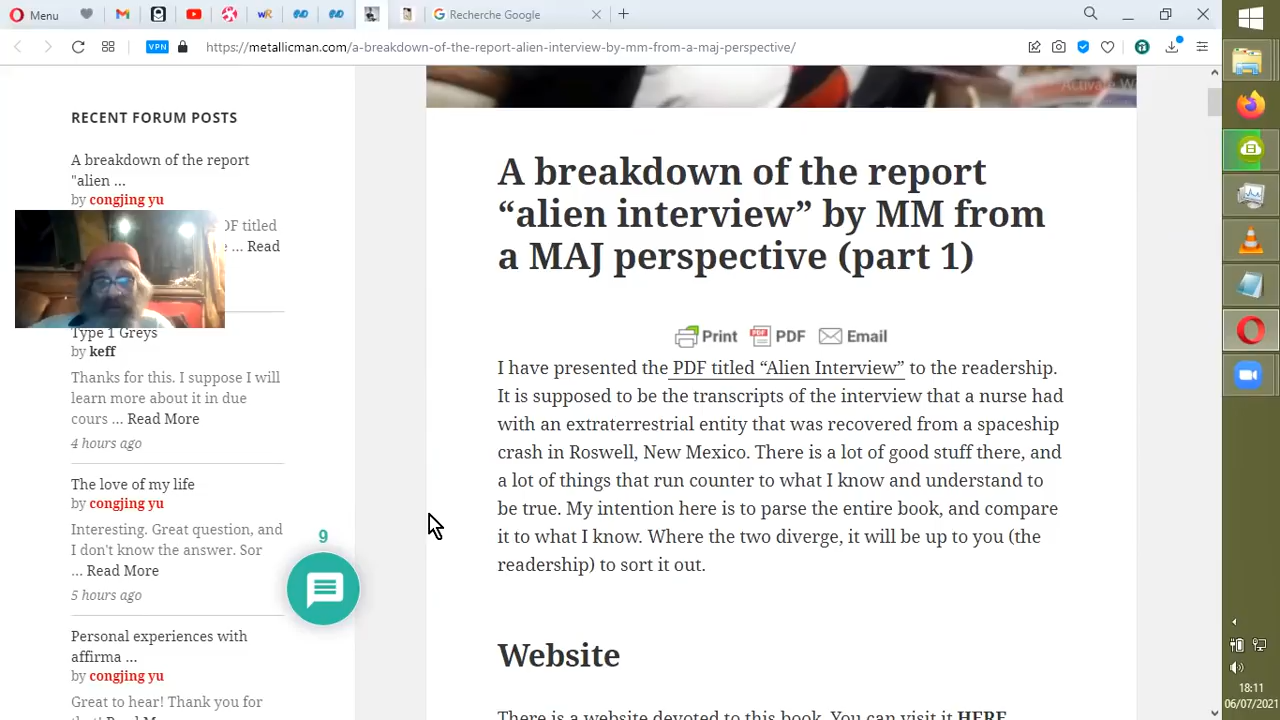 Menu
Recherche Google
VPN
https://metallicman.com/a-breakdown-of-the-report-alien-interview-by-mm-from-a-maj-perspective/
RECENT FORUM POSTS
A breakdown of the report
"alien ...
by congjing yu
DF titled
... Read
Type 1 Greys
by keff
Thanks for this. I suppose I will
learn more about it in due
cours ... Read More
4 hours ago
The love of my life
by congjing yu
Interesting. Great question, and
I don't know the answer. Sor
... Read More
5 hours ago
Personal experiences with
affirma ...
by congjing yu
Great to hear! Thank you for
that! Read M
9
Activate W
A breakdown of the report
“alien interview” by MM from
a MAJ perspective (part 1)
Print PDF Email
I have presented the PDF titled “Alien Interview” to the readership.
It is supposed to be the transcripts of the interview that a nurse had
with an extraterrestrial entity that was recovered from a spaceship
crash in Roswell, New Mexico. There is a lot of good stuff there, and
a lot of things that run counter to what I know and understand to
be true. My intention here is to parse the entire book, and compare
it to what I know. Where the two diverge, it will be up to you (the
readership) to sort it out.
Website
There is a website devoted to this book. You can visit it HERE
18:11
06/07/2021